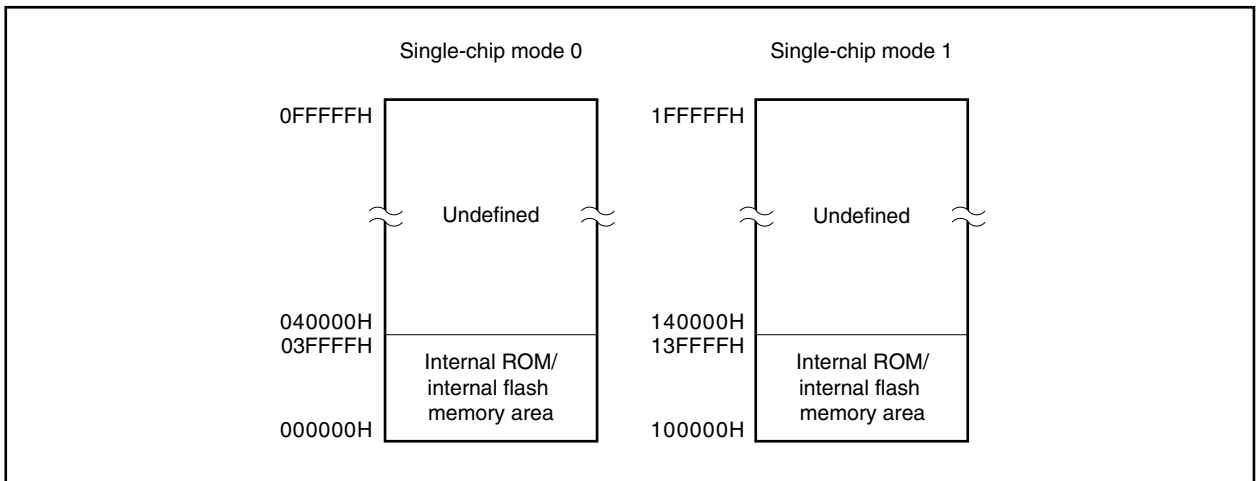 Single-chip mode 0
0FFFFFH
Undefined
040000H
03FFFFH
Internal ROM/
internal flash
memory area
000000H
Single-chip mode 1
1FFFFFH
Undefined
140000H
13FFFFH
Internal ROM/
internal flash
memory area
100000H